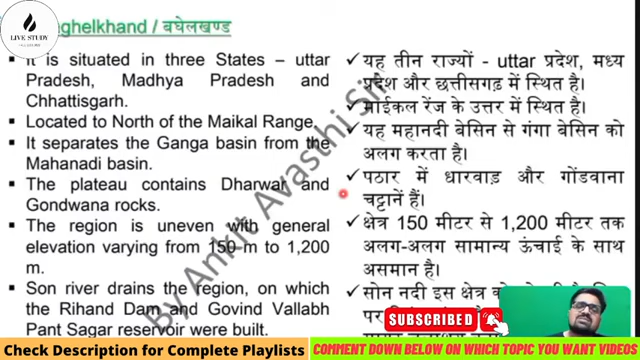 LIVE STUDY
aghelkhand / बघेलखण्ड
It is situated in three States – uttar
Pradesh, Madhya Pradesh and
Chhattisgarh.
Located to North of the Maikal Range.
It separates the Ganga basin from the
Mahanadi basin.
The plateau contains Dharwar and
Gondwana rocks.
The region is uneven with general
elevation varying from 150 m to 1,200
m.
Son river drains the region, on which
the Rihand Dam and Govind Vallabh
Pant Sagar reservoir were built.
यह तीन राज्यों - uttar प्रदेश, मध्य
प्रदेश और छत्तीसगढ़ में स्थित है।
माईकल रेंज के उत्तर में स्थित है।
यह महानदी बेसिन से गंगा बेसिन को
अलग करता है।
पठार में धारवाड़ और गोंडवाना
चट्टानें हैं।
क्षेत्र 150 मीटर से 1,200 मीटर तक
अलग-अलग सामान्य ऊंचाई के साथ
असमान है।
सोन नदी इस क्षेत्र
पर
By Ankit Avasthi Sir
SUBSCRIBED
Check Description for Complete Playlists
COMMENT DOWN BELOW ON WHICH TOPIC YOU WANT VIDEOS